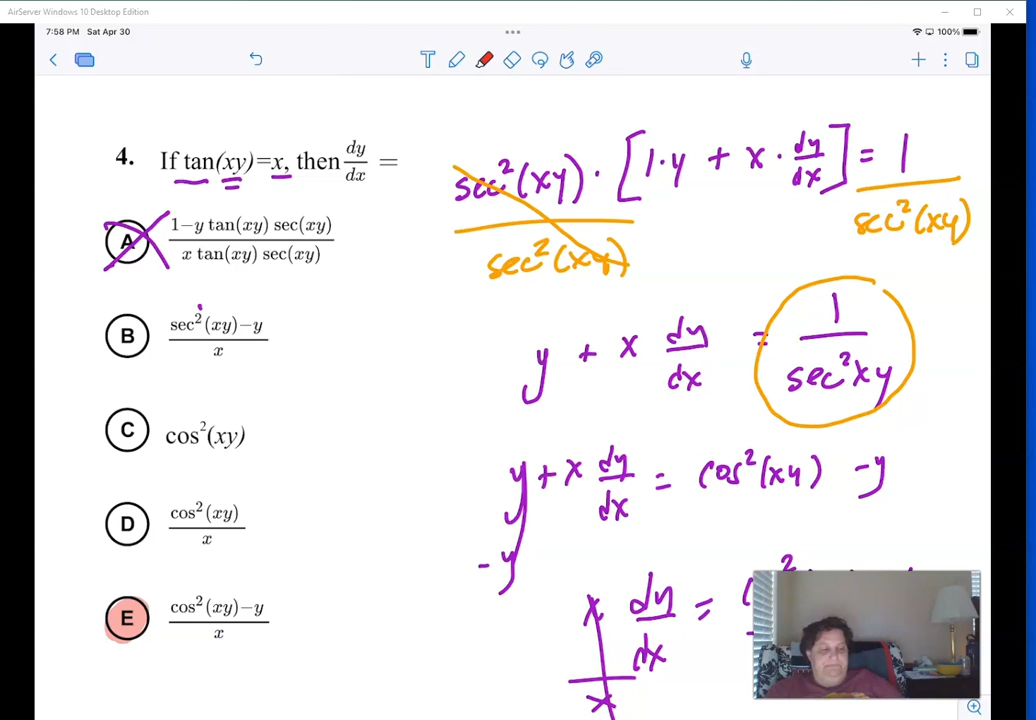 AirServer Windows 10 Desktop Edition
7:58 PM Sat Apr 30
100%
4. If tan(xy)=x, then dy/dx =
A (1−y tan(xy) sec(xy))/(x tan(xy) sec(xy))
B (sec²(xy)−y)/x
C cos²(xy)
D cos²(xy)/x
E (cos²(xy)−y)/x
sec²(xy) · [1·y + x · dy/dx] = 1
sec²(xy) sec²(xy)
y + x dy/dx = 1/sec²xy
y + x dy/dx = cos²(xy) −y
−y
x dy/dx =
x